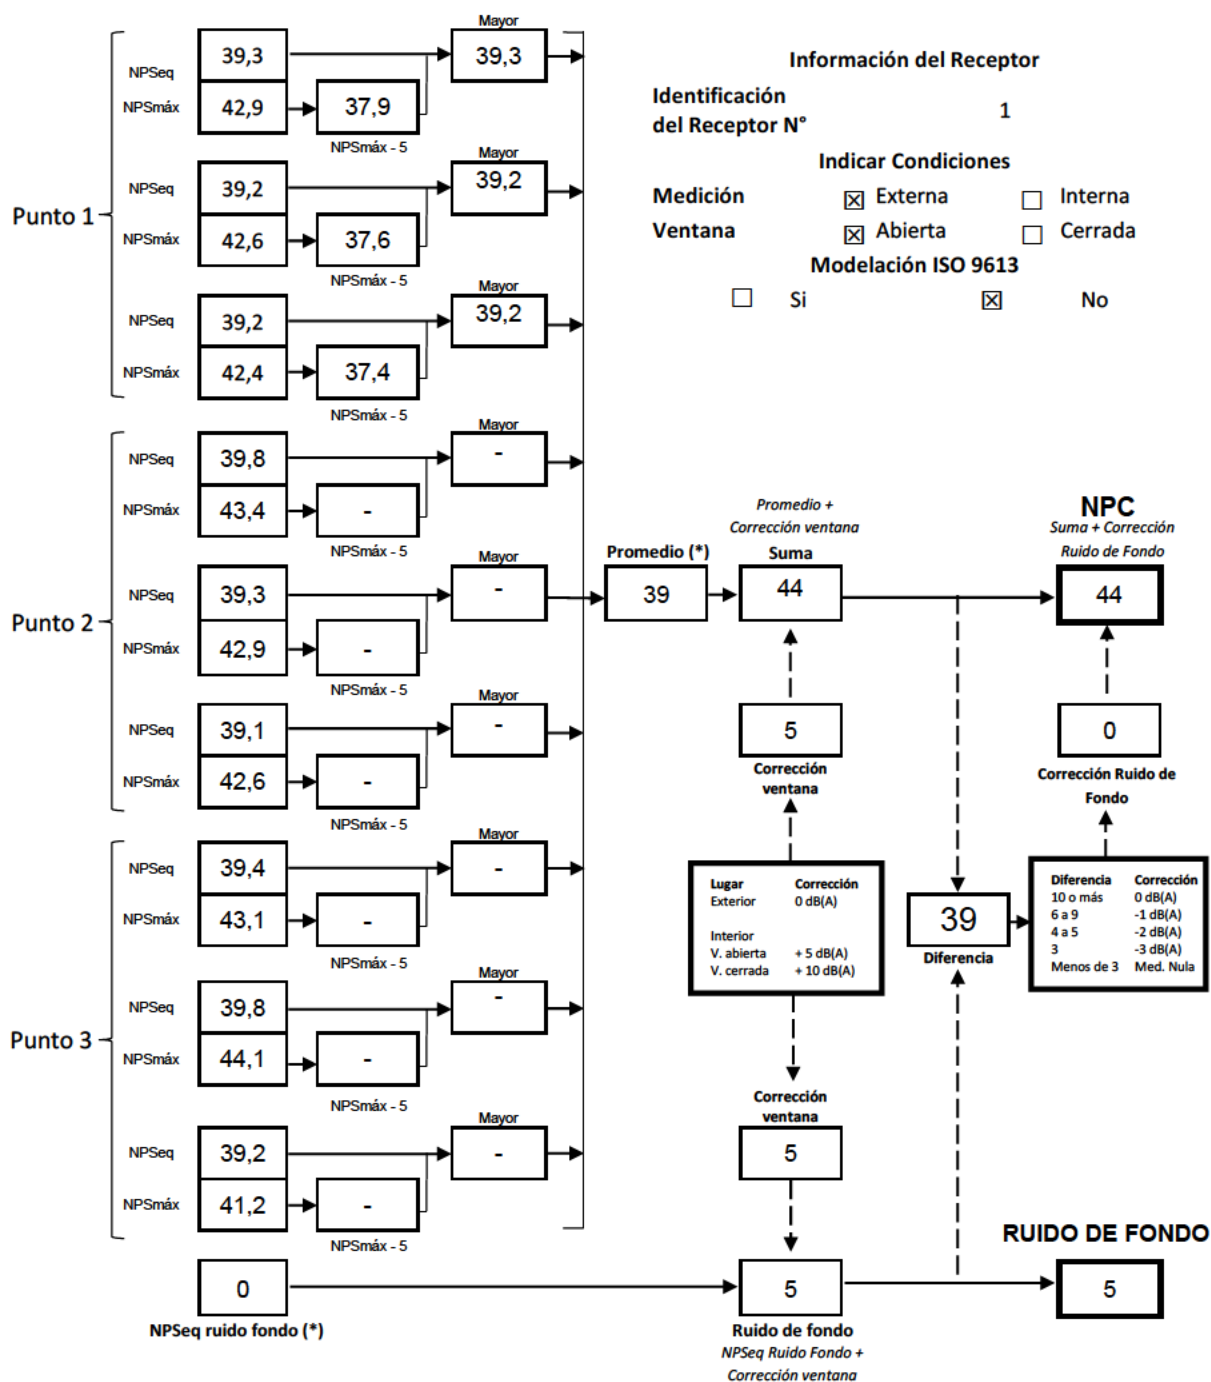 Información del Receptor
Identificación
del Receptor N°
1
Indicar Condiciones
Medición
☒ Externa
☐ Interna
Ventana
☒ Abierta
☐ Cerrada
Modelación ISO 9613
☐ Si
☒ No
Punto 1
NPSeq
39,3
Mayor
39,3
NPSmáx
42,9
37,9
NPSmáx - 5
NPSeq
39,2
Mayor
39,2
NPSmáx
42,6
37,6
NPSmáx - 5
NPSeq
39,2
39,2
NPSmáx
42,4
37,4
NPSmáx - 5
Punto 2
NPSeq
39,8
Mayor
-
NPSmáx
43,4
-
NPSmáx - 5
NPSeq
39,3
Mayor
-
NPSmáx
42,9
-
NPSmáx - 5
NPSeq
39,1
Mayor
-
NPSmáx
42,6
-
NPSmáx - 5
Punto 3
NPSeq
39,4
Mayor
-
NPSmáx
43,1
-
NPSmáx - 5
NPSeq
39,8
-
NPSmáx
44,1
-
NPSmáx - 5
NPSeq
39,2
Mayor
-
NPSmáx
41,2
-
NPSmáx - 5
0
NPSeq ruido fondo (*)
Promedio (*)
39
Promedio +
Corrección ventana
Suma
44
5
Corrección
ventana
Lugar Corrección
Exterior 0 dB(A)
Interior
V. abierta + 5 dB(A)
V. cerrada + 10 dB(A)
Corrección
ventana
5
5
Ruido de fondo
NPSeq Ruido Fondo +
Corrección ventana
39
Diferencia
NPC
Suma + Corrección
Ruido de Fondo
44
0
Corrección Ruido de
Fondo
Diferencia Corrección
10 o más 0 dB(A)
6 a 9 -1 dB(A)
4 a 5 -2 dB(A)
3 -3 dB(A)
Menos de 3 Med. Nula
RUIDO DE FONDO
5